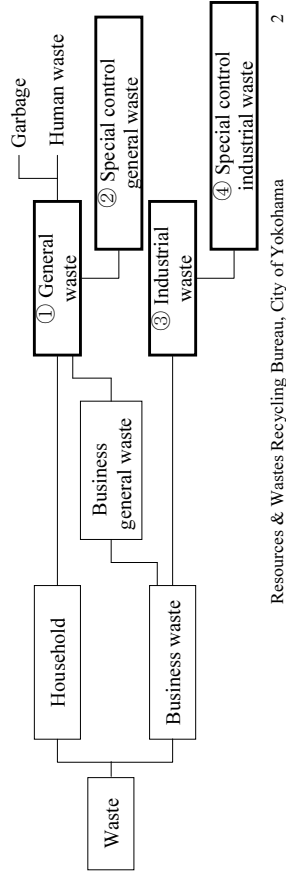 Waste
Household
Business waste
Business
general waste
① General
waste
Garbage
Human waste
② Special control
general waste
③ Industrial
waste
④ Special control
industrial waste
Resources & Wastes Recycling Bureau, City of Yokohama
2